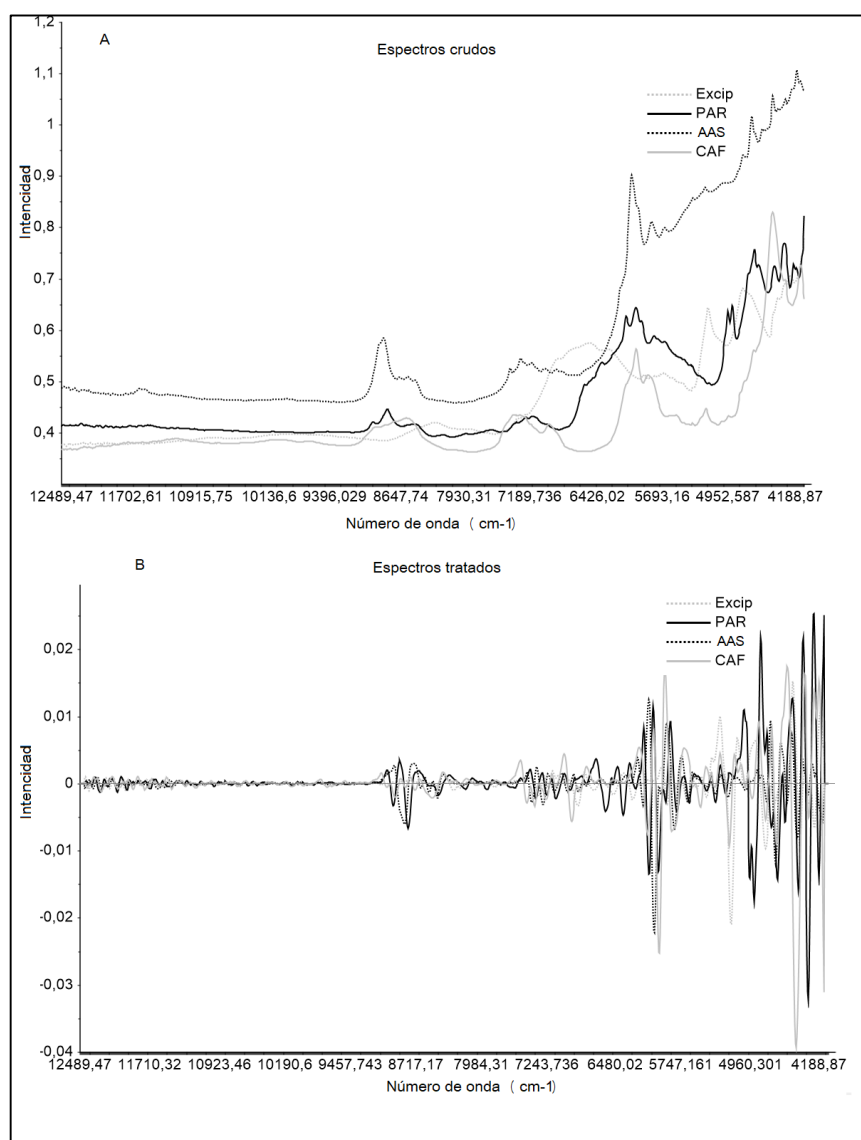 A
Espectros crudos
1,2
1,1
1
0,9
0,8
0,7
0,6
0,5
0,4
Intencidad
Excip
PAR
AAS
CAF
12489,47 11702,61 10915,75 10136,6 9396,029 8647,74 7930,31 7189,736 6426,02 5693,16 4952,587 4188,87
Número de onda ( cm-1)
B
Espectros tratados
0,02
0,01
0
-0,01
-0,02
-0,03
-0,04
Intencidad
Excip
PAR
AAS
CAF
12489,47 11710,32 10923,46 10190,6 9457,743 8717,17 7984,31 7243,736 6480,02 5747,161 4960,301 4188,87
Número de onda ( cm-1)